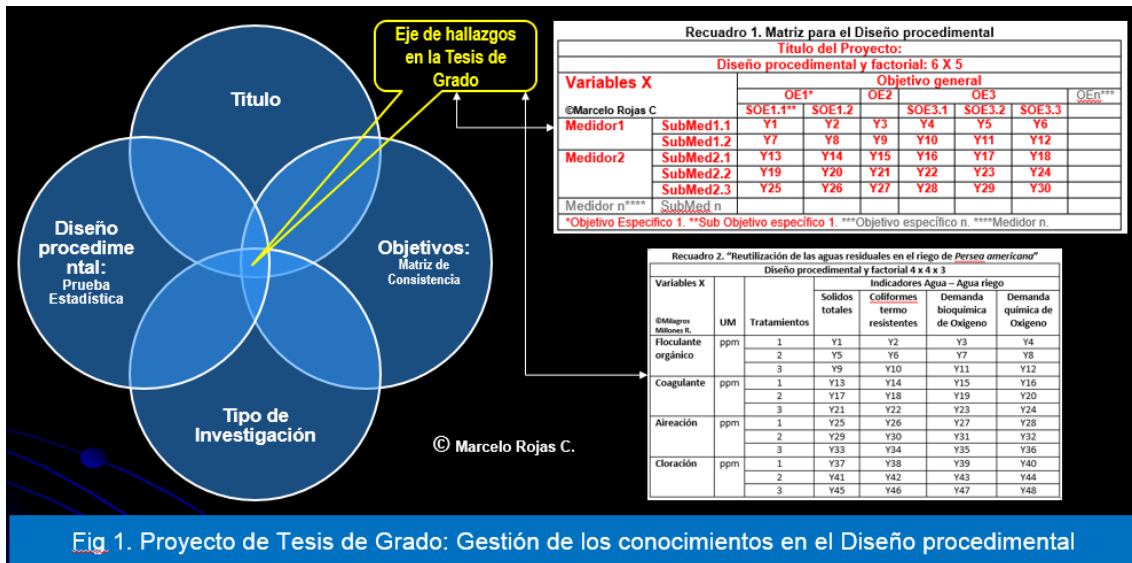 Eje de hallazgos
en la Tesis de
Grado
Titulo
Diseño
procedime
ntal:
Prueba
Estadística
Objetivos:
Matriz de
Consistencia
Tipo de
Investigación
© Marcelo Rojas C.
Recuadro 1. Matriz para el Diseño procedimental
Título del Proyecto:
Diseño procedimental y factorial: 6 X 5
Variables X Objetivo general
OE1* OE2 OE3 OEn***
©Marcelo Rojas C SOE1.1** SOE1.2 SOE3.1 SOE3.2 SOE3.3
Medidor1 SubMed1.1 Y1 Y2 Y3 Y4 Y5 Y6
SubMed1.2 Y7 Y8 Y9 Y10 Y11 Y12
Medidor2 SubMed2.1 Y13 Y14 Y15 Y16 Y17 Y18
SubMed2.2 Y19 Y20 Y21 Y22 Y23 Y24
SubMed2.3 Y25 Y26 Y27 Y28 Y29 Y30
Medidor n**** SubMed n
*Objetivo Especifico 1. **Sub Objetivo específico 1. ***Objetivo específico n. ****Medidor n.
Recuadro 2. “Reutilización de las aguas residuales en el riego de Persea americana”
Diseño procedimental y factorial 4 x 4 x 3
Variables X Indicadores Agua – Agua riego
©Milagros
Millones R. UM Tratamientos
Solidos
totales
Coliformes
termo
resistentes
Demanda
bioquímica
de Oxigeno
Demanda
química de
Oxigeno
Floculante
orgánico ppm 1 Y1 Y2 Y3 Y4
2 Y5 Y6 Y7 Y8
3 Y9 Y10 Y11 Y12
Coagulante ppm 1 Y13 Y14 Y15 Y16
2 Y17 Y18 Y19 Y20
3 Y21 Y22 Y23 Y24
Aireación ppm 1 Y25 Y26 Y27 Y28
2 Y29 Y30 Y31 Y32
3 Y33 Y34 Y35 Y36
Cloración ppm 1 Y37 Y38 Y39 Y40
2 Y41 Y42 Y43 Y44
3 Y45 Y46 Y47 Y48
Fig 1. Proyecto de Tesis de Grado: Gestión de los conocimientos en el Diseño procedimental